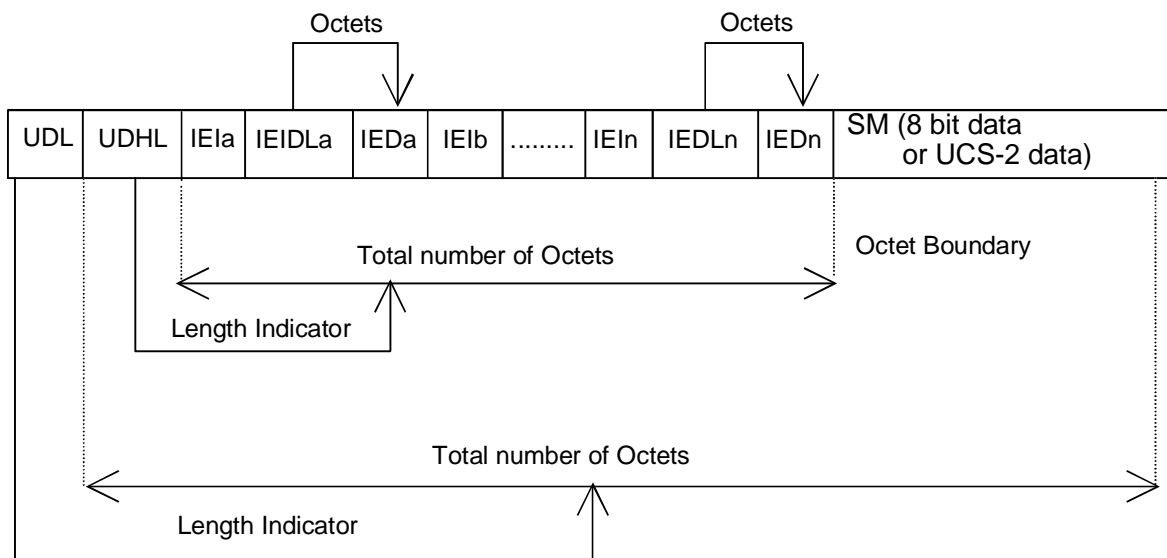 Octets Octets
UDL UDHL IEIa IEIDLa IEDa IEIb ......... IEIn IEDLn IEDn SM (8 bit data
or UCS-2 data)
Total number of Octets Octet Boundary
Length Indicator
Total number of Octets
Length Indicator